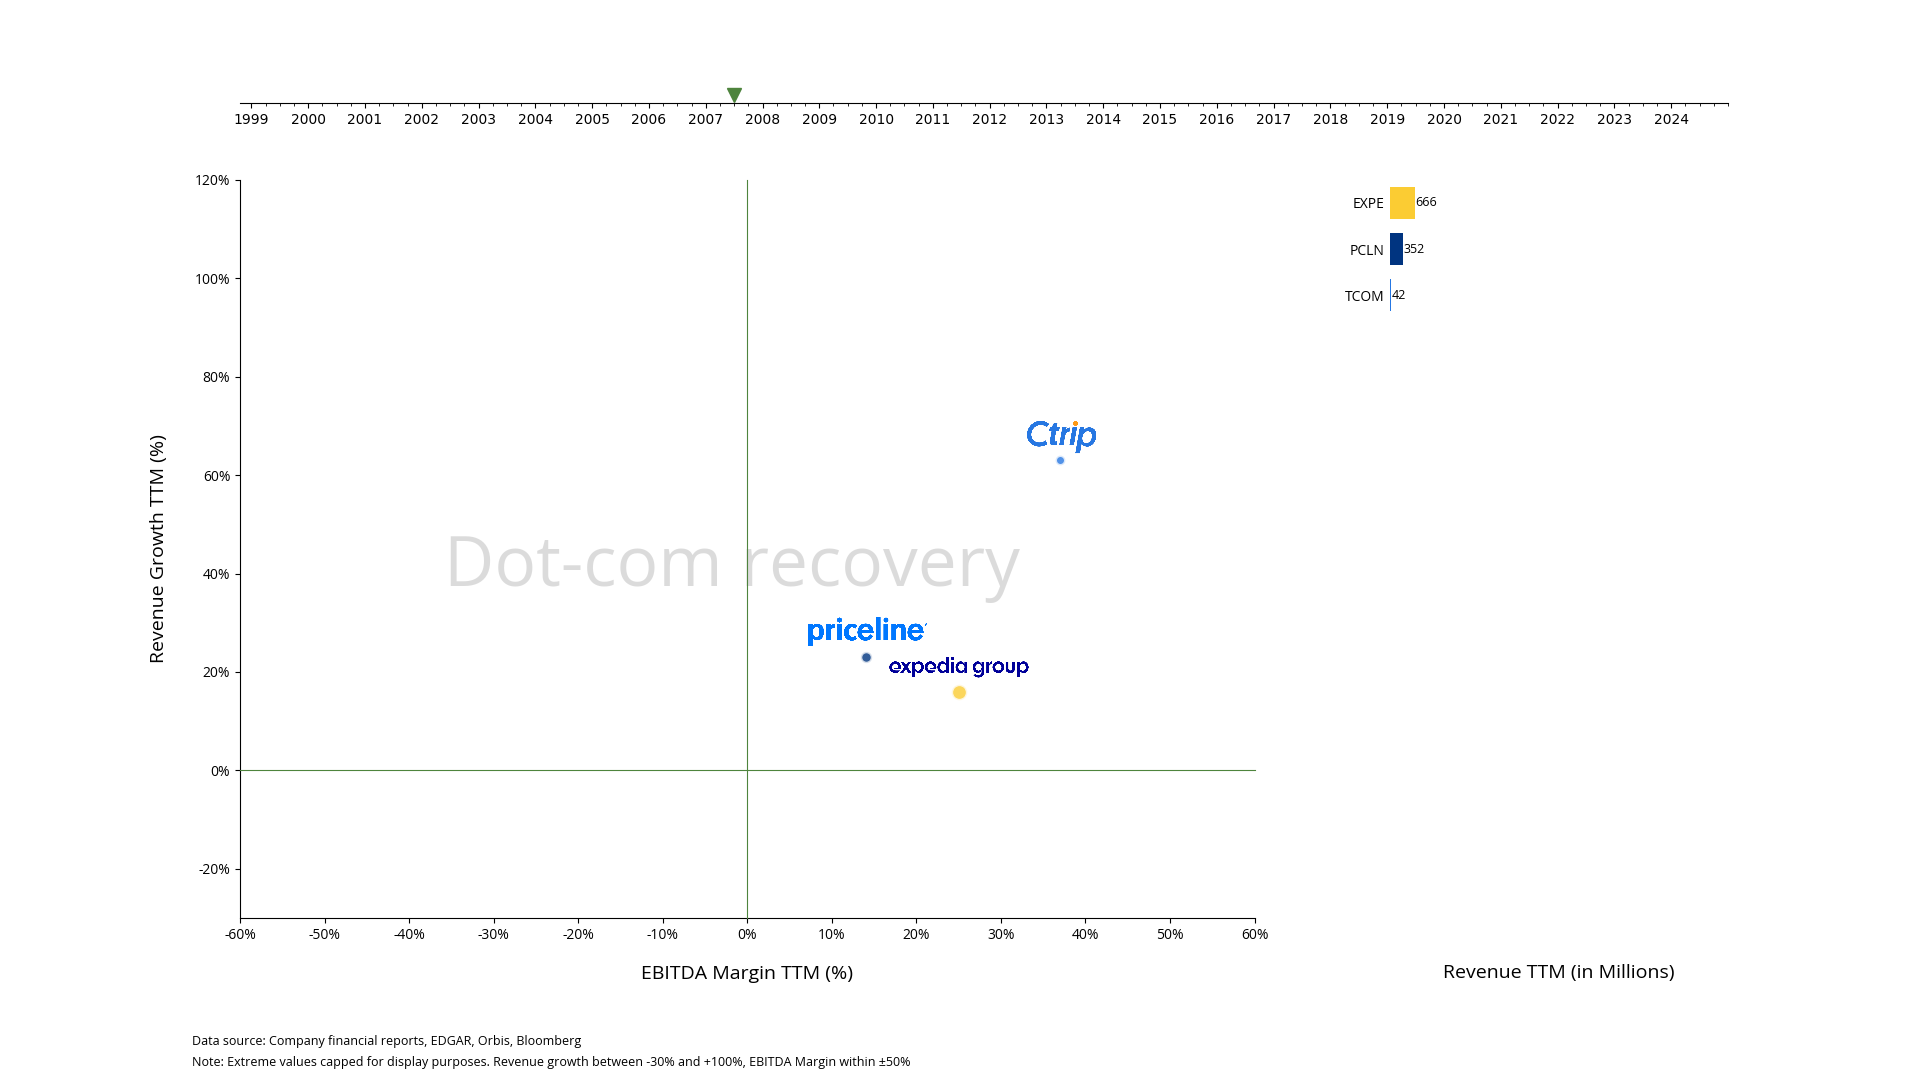 1999 2000 2001 2002 2003 2004 2005 2006 2007 2008 2009 2010 2011 2012 2013 2014 2015 2016 2017 2018 2019 2020 2021 2022 2023 2024
120%
100%
80%
60%
40%
20%
0%
-20%
Revenue Growth TTM (%)
Dot-com recovery
Ctrip
priceline
expedia group
-60% -50% -40% -30% -20% -10% 0% 10% 20% 30% 40% 50% 60%
EBITDA Margin TTM (%)
EXPE 666
PCLN 352
TCOM 42
Revenue TTM (in Millions)
Data source: Company financial reports, EDGAR, Orbis, Bloomberg
Note: Extreme values capped for display purposes. Revenue growth between -30% and +100%, EBITDA Margin within ±50%